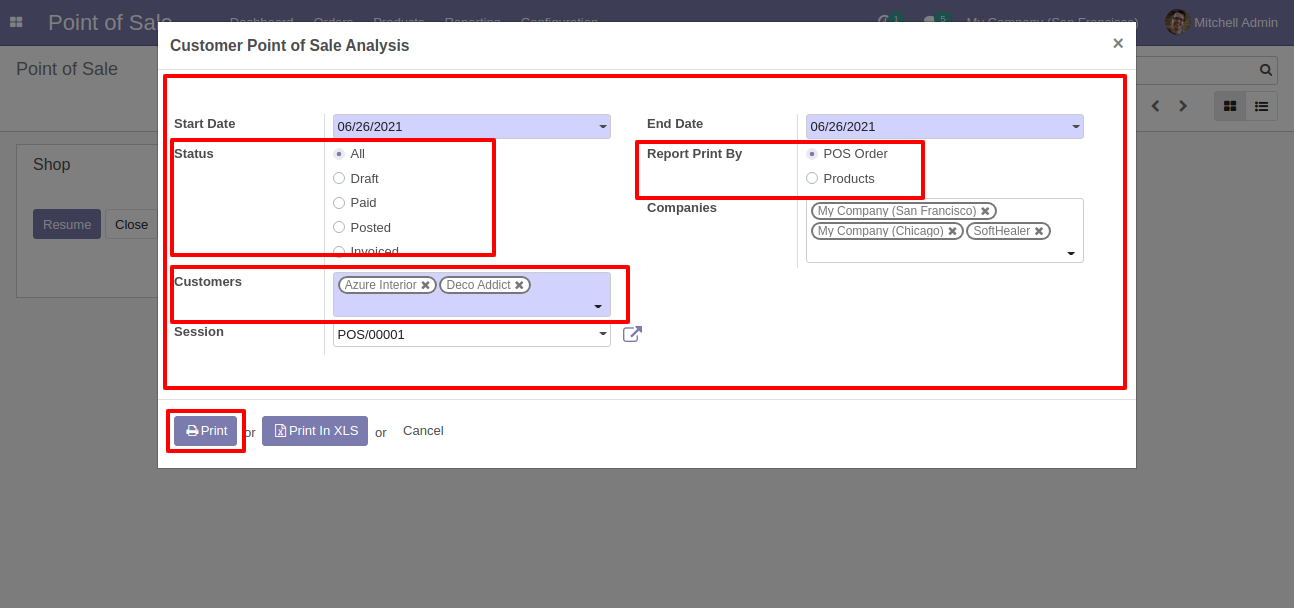 Point of Sale
Dashboard Orders Products Reporting Configuration
1
5
My Company (San Francisco)
Mitchell Admin
Customer Point of Sale Analysis
×
Point of Sale
Shop
Resume
Close
Start Date
06/26/2021
End Date
06/26/2021
Status
All
Draft
Paid
Posted
Invoiced
Report Print By
POS Order
Products
Companies
My Company (San Francisco) ×
My Company (Chicago) × SoftHealer ×
Customers
Azure Interior × Deco Addict ×
Session
POS/00001
Print or Print In XLS or Cancel